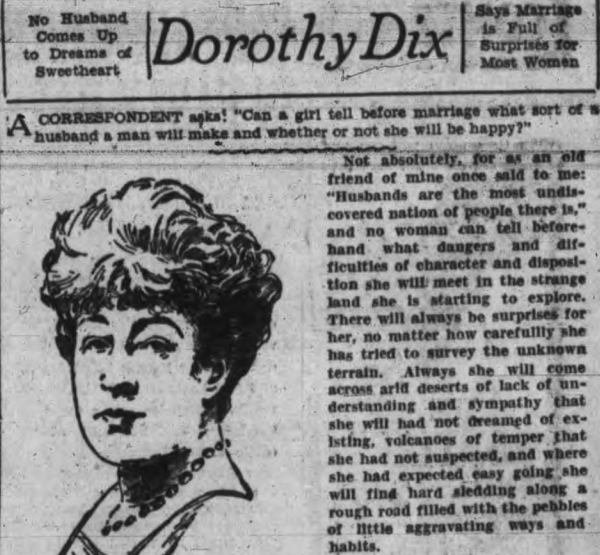 No Husband
Comes Up
to Dreams of
Sweetheart
Dorothy Dix
Says Marriage
is Full of
Surprises for
Most Women
A CORRESPONDENT asks! "Can a girl tell before marriage what sort of a
husband a man will make and whether or not she will be happy?"
Not absolutely, for as an old
friend of mine once said to me:
"Husbands are the most undis-
covered nation of people there is,"
and no woman can tell before-
hand what dangers and dif-
ficulties of character and disposi-
tion she will meet in the strange
land she is starting to explore.
There will always be surprises for
her, no matter how carefully she
has tried to survey the unknown
terrain. Always she will come
across arid deserts of lack of un-
derstanding and sympathy that
she will had not dreamed of ex-
isting, volcanoes of temper that
she had not suspected, and where
she had expected easy going she
will find hard sledding along a
rough road filled with the pebbles
of little aggravating ways and
habits.